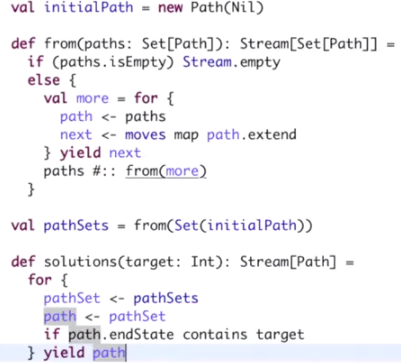 val initialPath = new Path(Nil)
def from(paths: Set[Path]): Stream[Set[Path]] =
if (paths.isEmpty) Stream.empty
else {
val more = for {
path <- paths
next <- moves map path.extend
} yield next
paths #:: from(more)
}
val pathSets = from(Set(initialPath))
def solutions(target: Int): Stream[Path] =
for {
pathSet <- pathSets
path <- pathSet
if path.endState contains target
} yield path